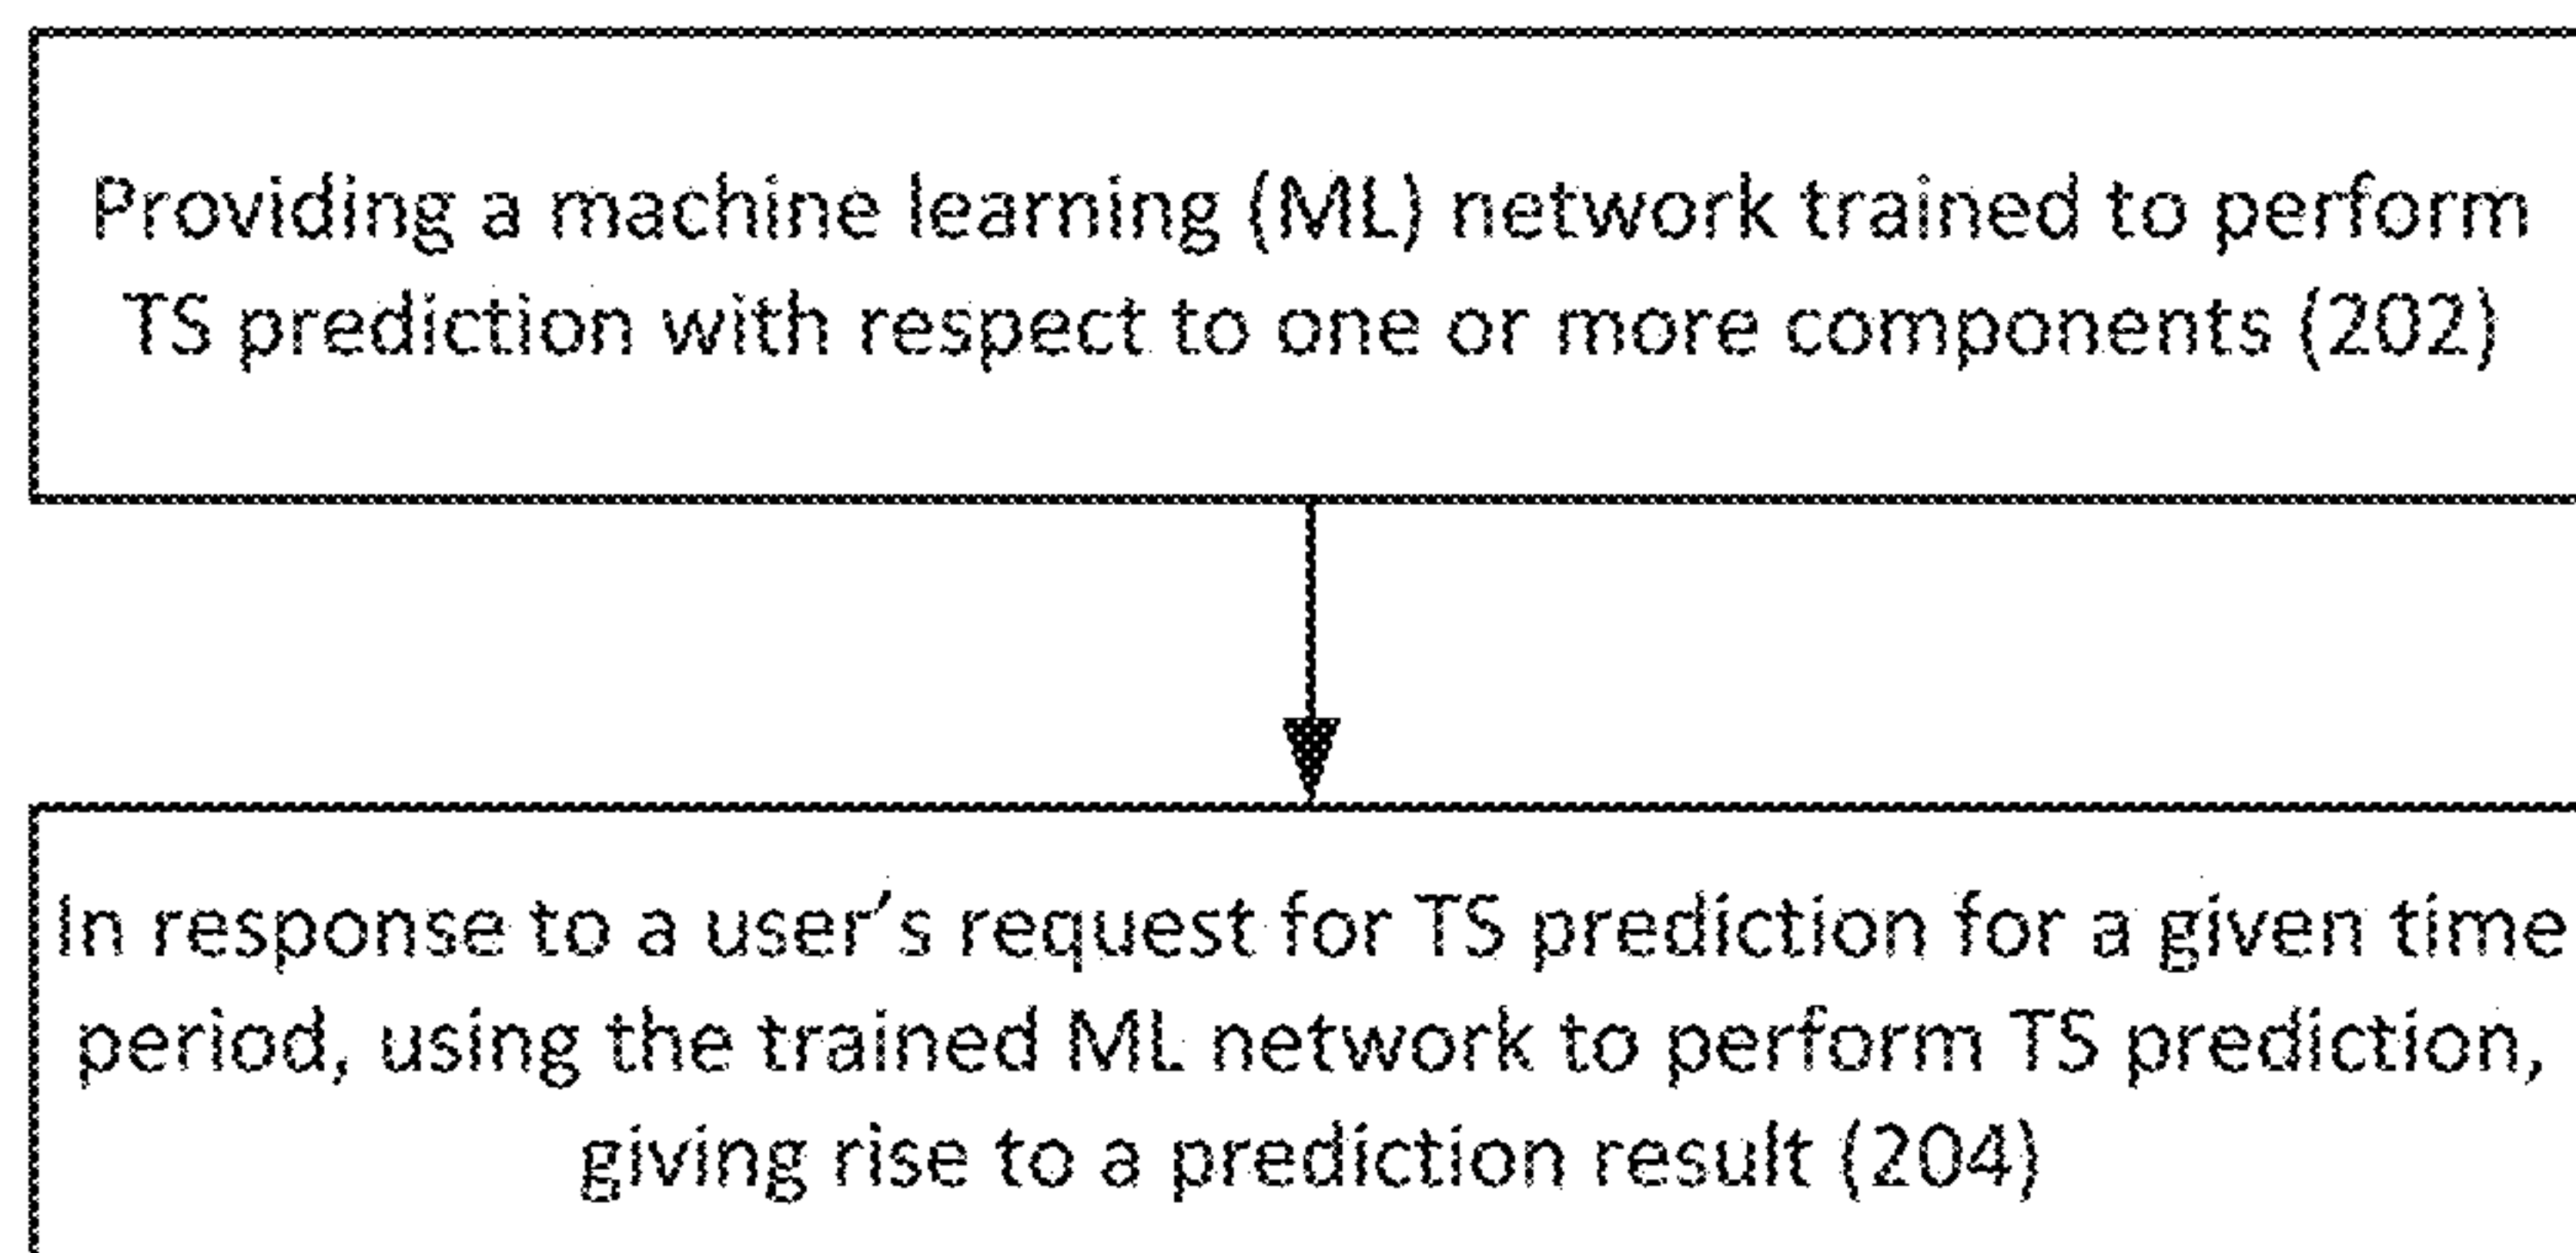 Providing a machine learning (ML) network trained to perform
TS prediction with respect to one or more components (202)
In response to a user's request for TS prediction for a given time
period, using the trained ML network to perform TS prediction,
giving rise to a prediction result (204)